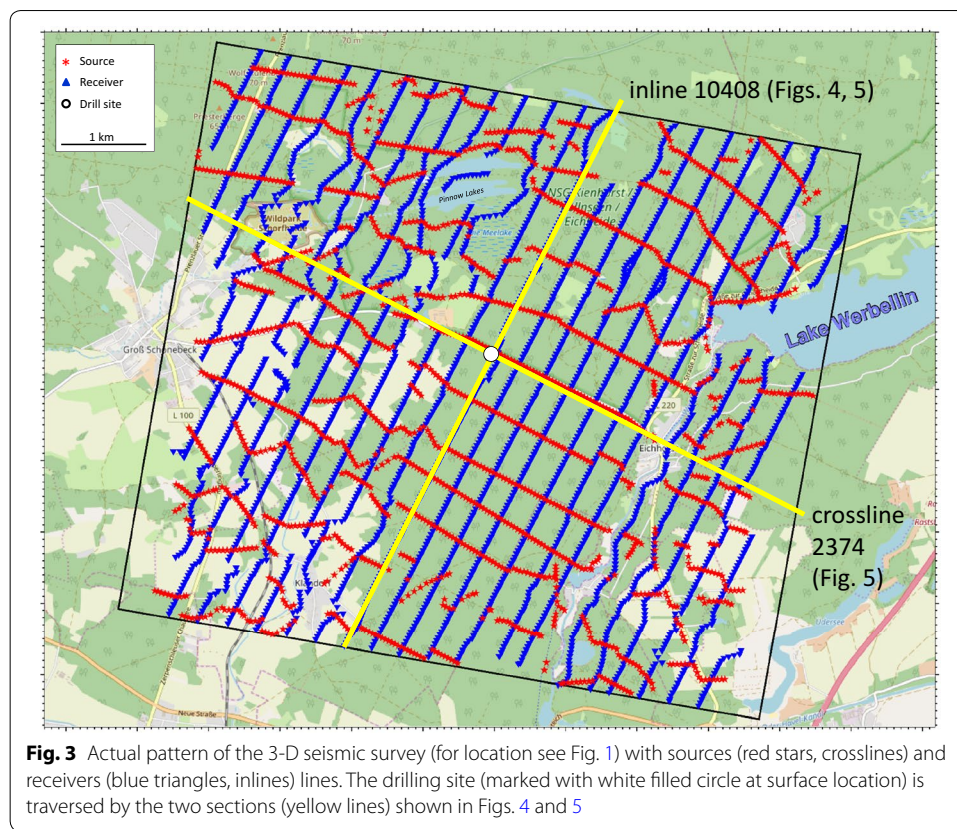 Source
Receiver
Drill site
1 km
70 m
inline 10408 (Figs. 4, 5)
Pinnow Lakes
Wildpark
Lake Werbellin
Groß Schönebeck
L 100
L 220
crossline
2374
(Fig. 5)
Neue Straße
Fig. 3 Actual pattern of the 3-D seismic survey (for location see Fig. 1) with sources (red stars, crosslines) and
receivers (blue triangles, inlines) lines. The drilling site (marked with white filled circle at surface location) is
traversed by the two sections (yellow lines) shown in Figs. 4 and 5